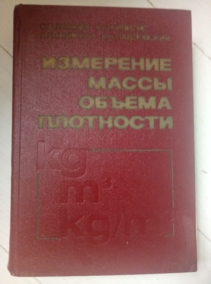 ИЗМЕРЕНИЕ
МАССЫ
ОБЪЕМА
ПЛОТНОСТИ
kg
m³
kg/m³